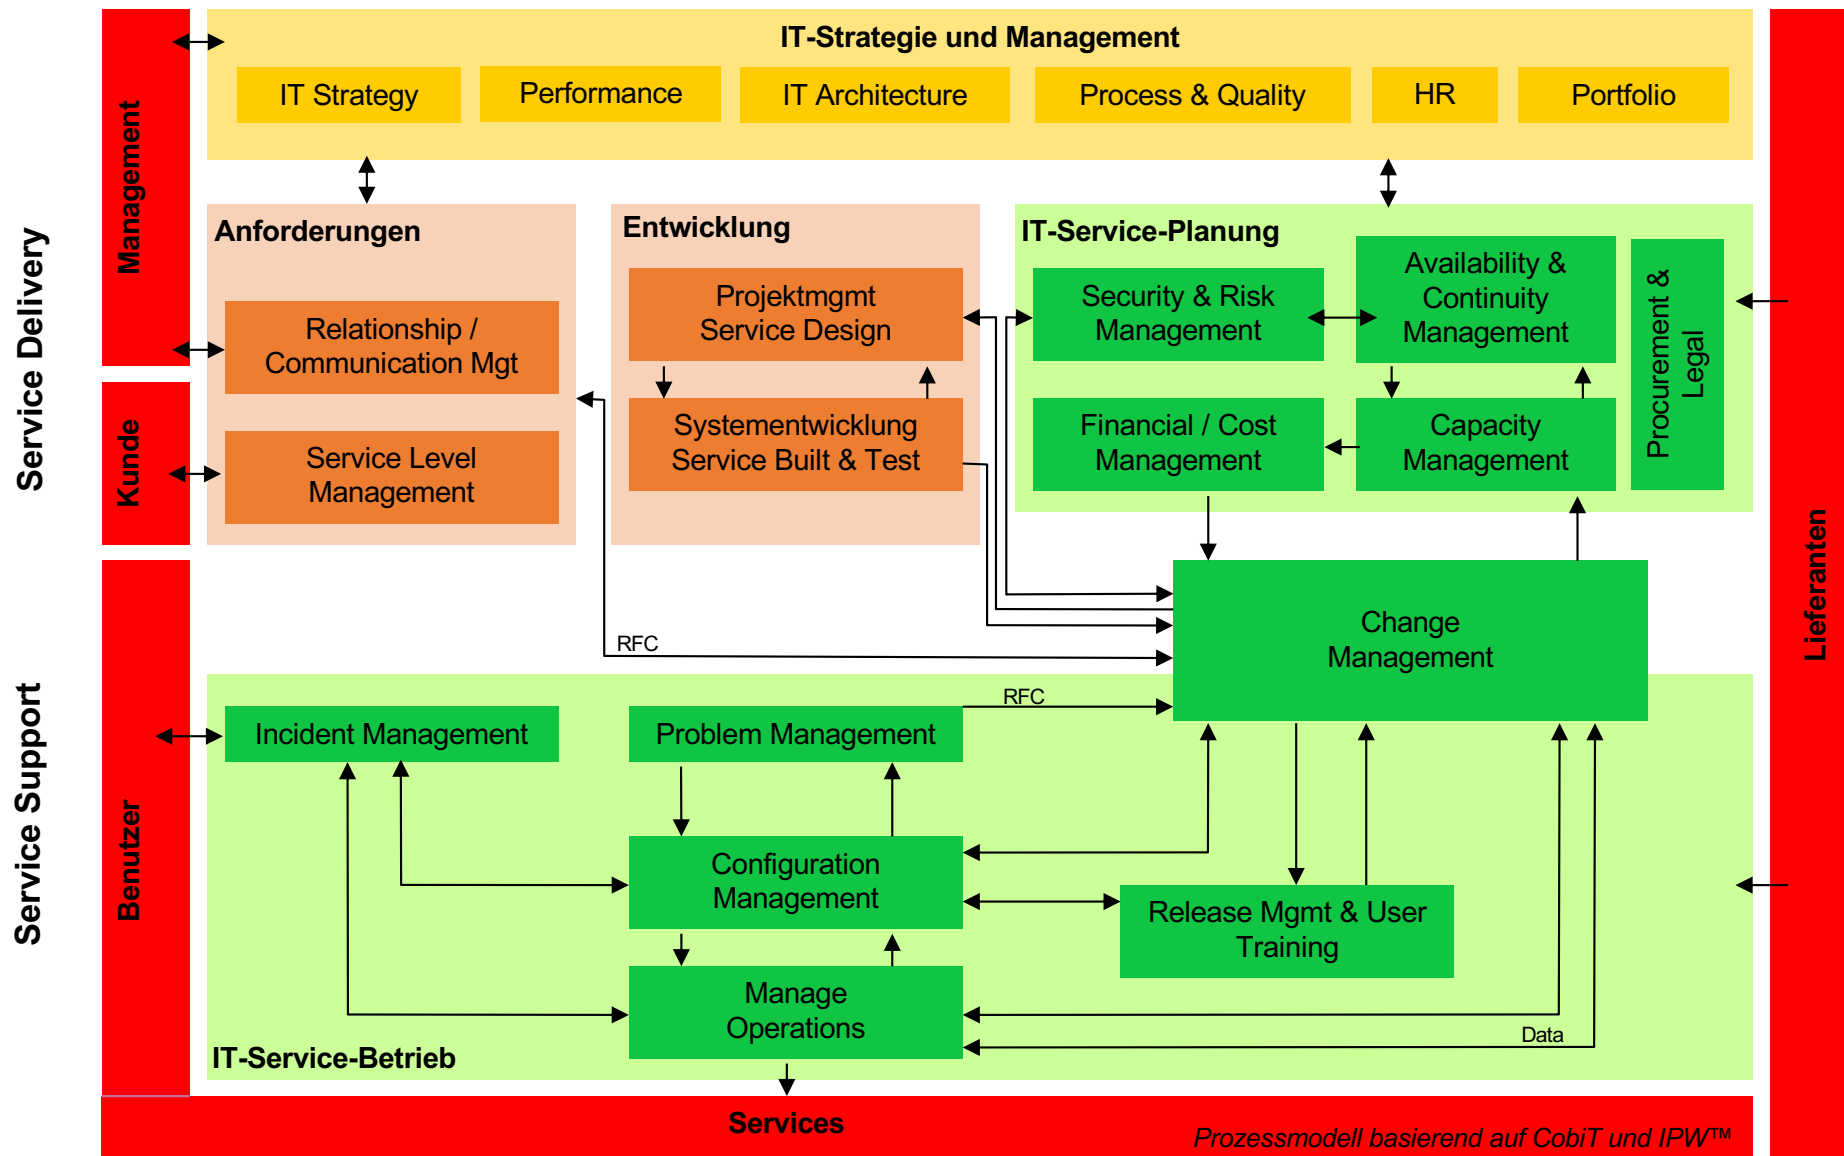 IT-Strategie und Management
IT Strategy
Performance
IT Architecture
Process & Quality
HR
Portfolio
Management
Kunde
Benutzer
Service Delivery
Service Support
Lieferanten
Anforderungen
Relationship /
Communication Mgt
Service Level
Management
Entwicklung
Projektmgmt
Service Design
Systementwicklung
Service Built & Test
IT-Service-Planung
Security & Risk
Management
Availability &
Continuity
Management
Financial / Cost
Management
Capacity
Management
Procurement &
Legal
Change
Management
RFC
RFC
Incident Management
Problem Management
Configuration
Management
Release Mgmt & User
Training
Manage
Operations
Data
IT-Service-Betrieb
Services
Prozessmodell basierend auf CobiT und IPW™